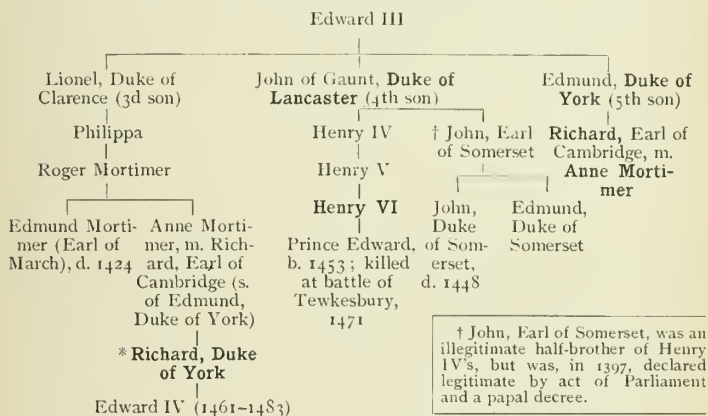 Edward III
Lionel, Duke of
Clarence (3d son)
Philippa
Roger Mortimer
Edmund Morti-
mer (Earl of
March), d. 1424
Anne Morti-
mer, m. Rich-
ard, Earl of
Cambridge (s.
of Edmund,
Duke of York)
* Richard, Duke
of York
Edward IV (1461-1483)
John of Gaunt, Duke of
Lancaster (4th son)
Henry IV
Henry V
Henry VI
Prince Edward,
b. 1453; killed
at battle of
Tewkesbury,
1471
† John, Earl
of Somerset
John,
Duke
of Som-
erset,
d. 1448
Edmund,
Duke of
Somerset
Edmund, Duke of
York (5th son)
Richard, Earl of
Cambridge, m.
Anne Morti-
mer
† John, Earl of Somerset, was an
illegitimate half-brother of Henry
IV's, but was, in 1397, declared
legitimate by act of Parliament
and a papal decree.